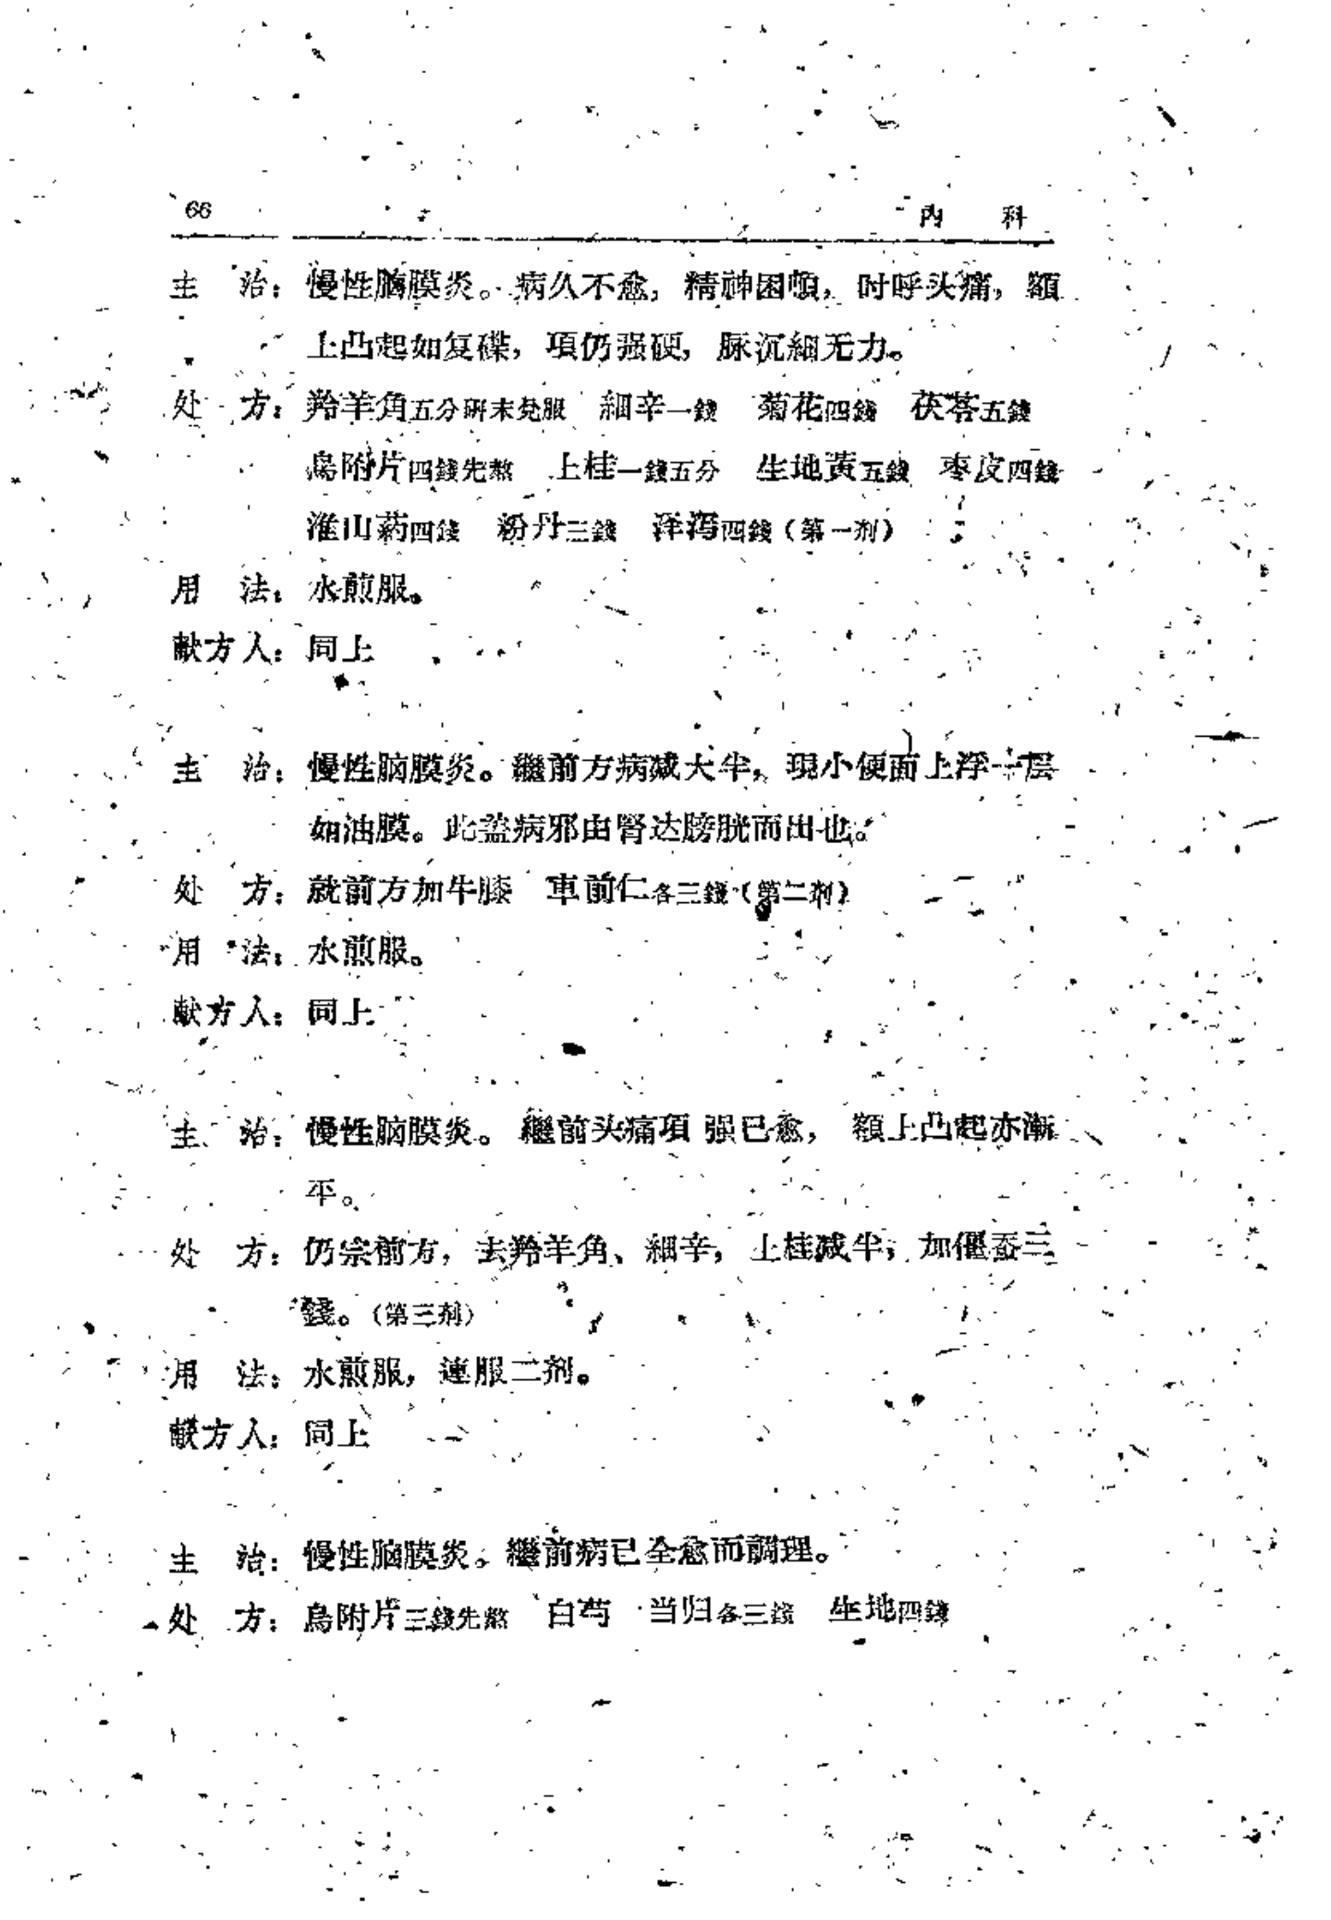 66 内 科
主 治：慢性脑膜炎。病久不愈，精神困頓，时呼头痛，額
上凸起如复碟，項仍强硬，脉沉細无力。
处 方：羚羊角五分研末兑服 細辛一錢 菊花四錢 茯苓五錢
烏附片四錢先熬 上桂一錢五分 生地黃五錢 枣皮四錢
淮山药四錢 粉丹三錢 洋泻四錢（第一剂）
用 法：水煎服。
献方人：同上
主 治：慢性脑膜炎。繼前方病减大半，現小便面上浮一层
如油膜。此盖病邪由腎达膀胱而出也。
处 方：就前方加牛膝 車前仁各三錢（第二剂）
用 法：水煎服。
献方人：同上
主 治：慢性脑膜炎。繼前头痛項强已愈，額上凸起亦漸
平。
处 方：仍宗前方，去羚羊角、細辛，上桂减半，加僵蚕三
錢。（第三剂）
用 法：水煎服，連服二剂。
献方人：同上
主 治：慢性脑膜炎。繼前病已全愈而調理。
处 方：烏附片三錢先熬 白芍 当归各三錢 生地四錢